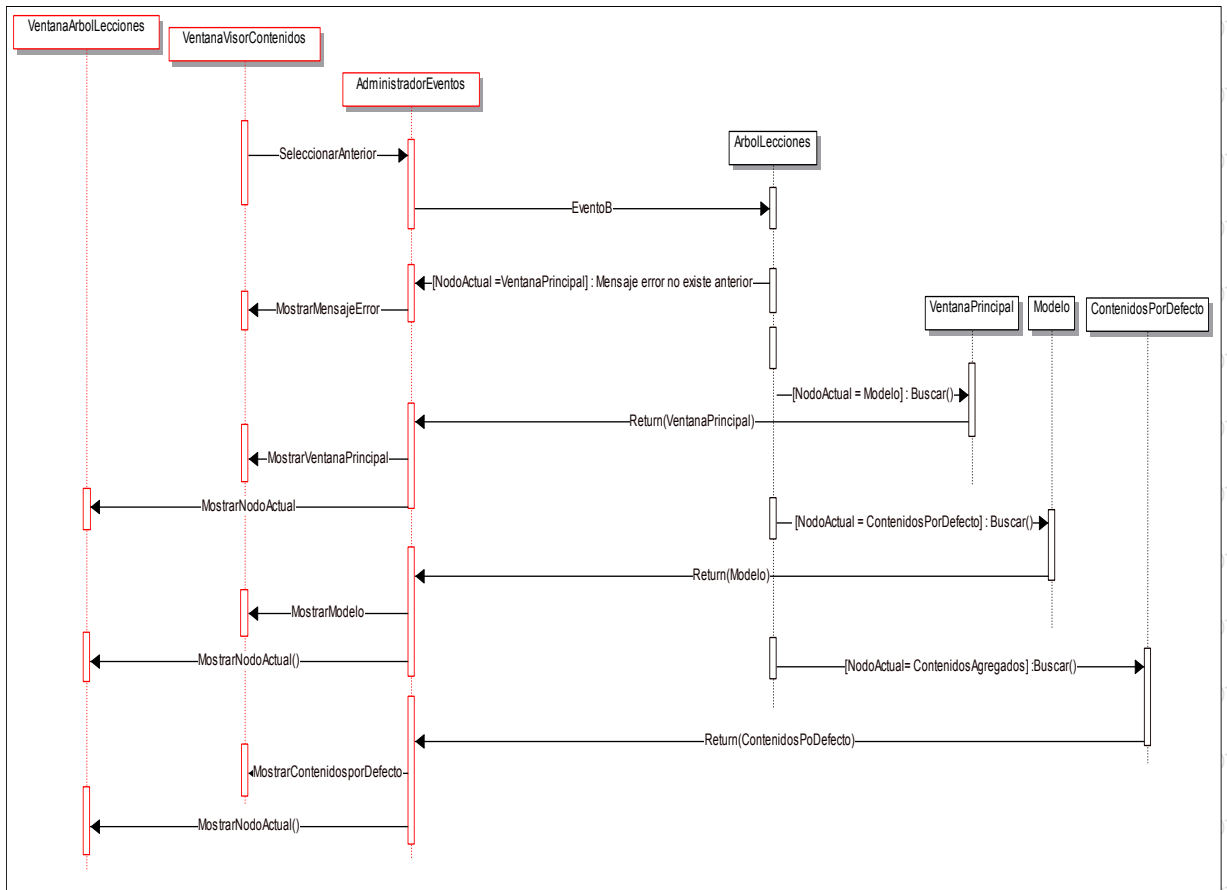 VentanaArbolLecciones
VentanaVisorContenidos
AdministradorEventos
ArbolLecciones
SeleccionarAnterior
EventoB
[NodoActual =VentanaPrincipal] : Mensaje error no existe anterior
MostrarMensajeError
VentanaPrincipal
Modelo
ContenidosPorDefecto
[NodoActual = Modelo] : Buscar()
Return(VentanaPrincipal)
MostrarVentanaPrincipal
MostrarNodoActual
[NodoActual = ContenidosPorDefecto] : Buscar()
Return(Modelo)
MostrarModelo
MostrarNodoActual()
[NodoActual= ContenidosAgregados] :Buscar()
Return(ContenidosPoDefecto)
MostrarContenidosporDefecto
MostrarNodoActual()